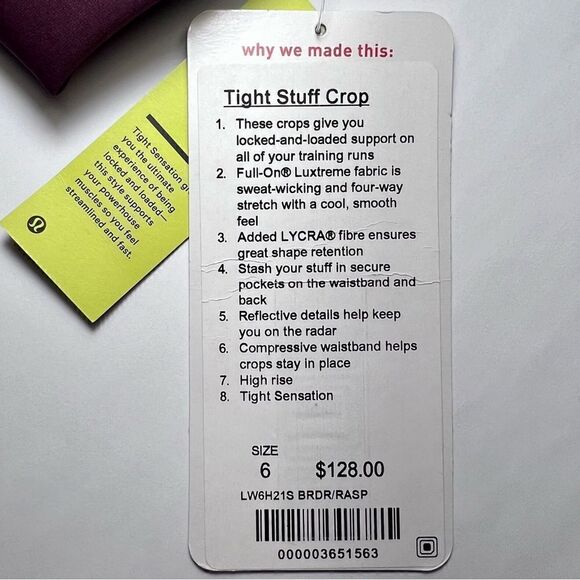 why we made this:
Tight Stuff Crop
1. These crops give you
locked-and-loaded support on
all of your training runs
2. Full-On® Luxtreme fabric is
sweat-wicking and four-way
stretch with a cool, smooth
feel
3. Added LYCRA® fibre ensures
great shape retention
4. Stash your stuff in secure
pockets on the waistband and
back
5. Reflective details help keep
you on the radar
6. Compressive waistband helps
crops stay in place
7. High rise
8. Tight Sensation
SIZE
6 $128.00
LW6H21S BRDR/RASP
000003651563
Tight Sensation
you the ultimate
experience of being
locked and loaded—
this style supports
your powerhouse
muscles so you feel
streamlined and fast.